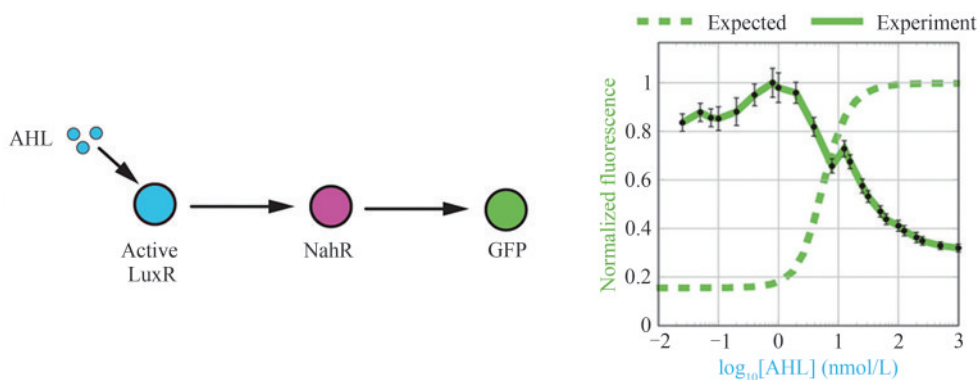 AHL
Active
LuxR
NahR
GFP
Expected
Experiment
Normalized fluorescence
1
0.8
0.6
0.4
0.2
0
−2
−1
0
1
2
3
log₁₀[AHL] (nmol/L)